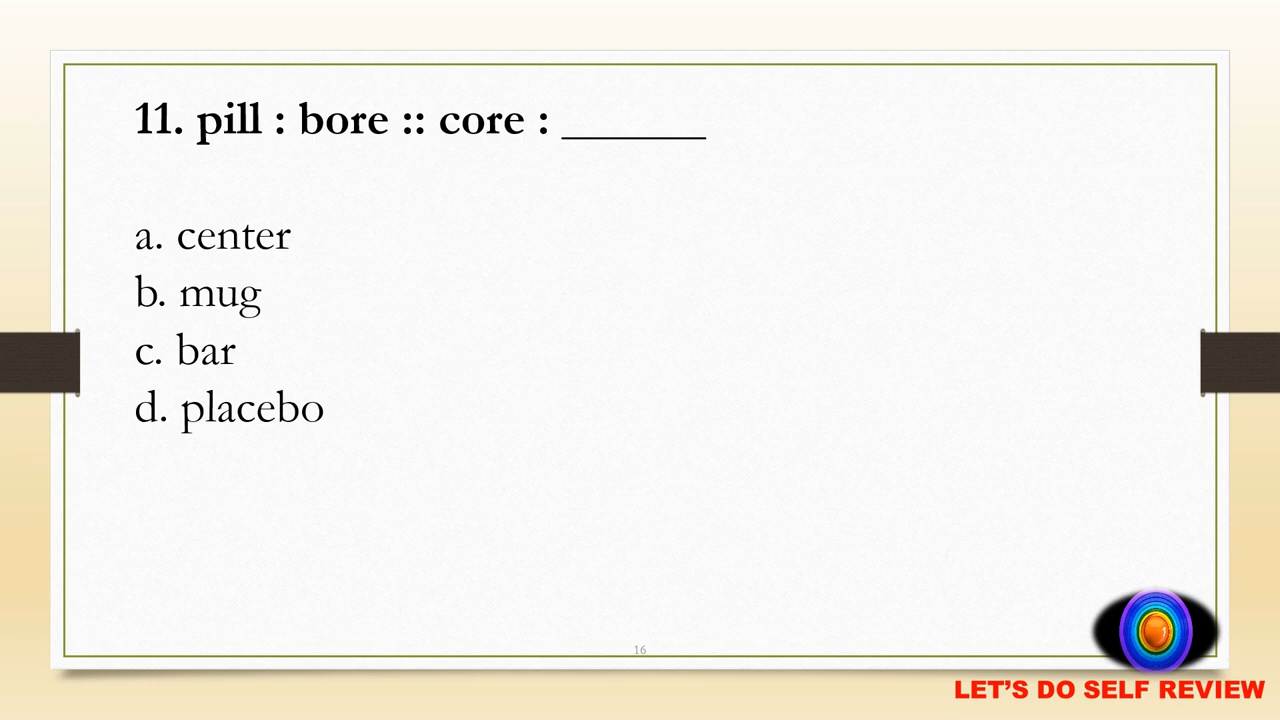 11. pill : bore :: core : ______
a. center
b. mug
c. bar
d. placebo
16
LET'S DO SELF REVIEW